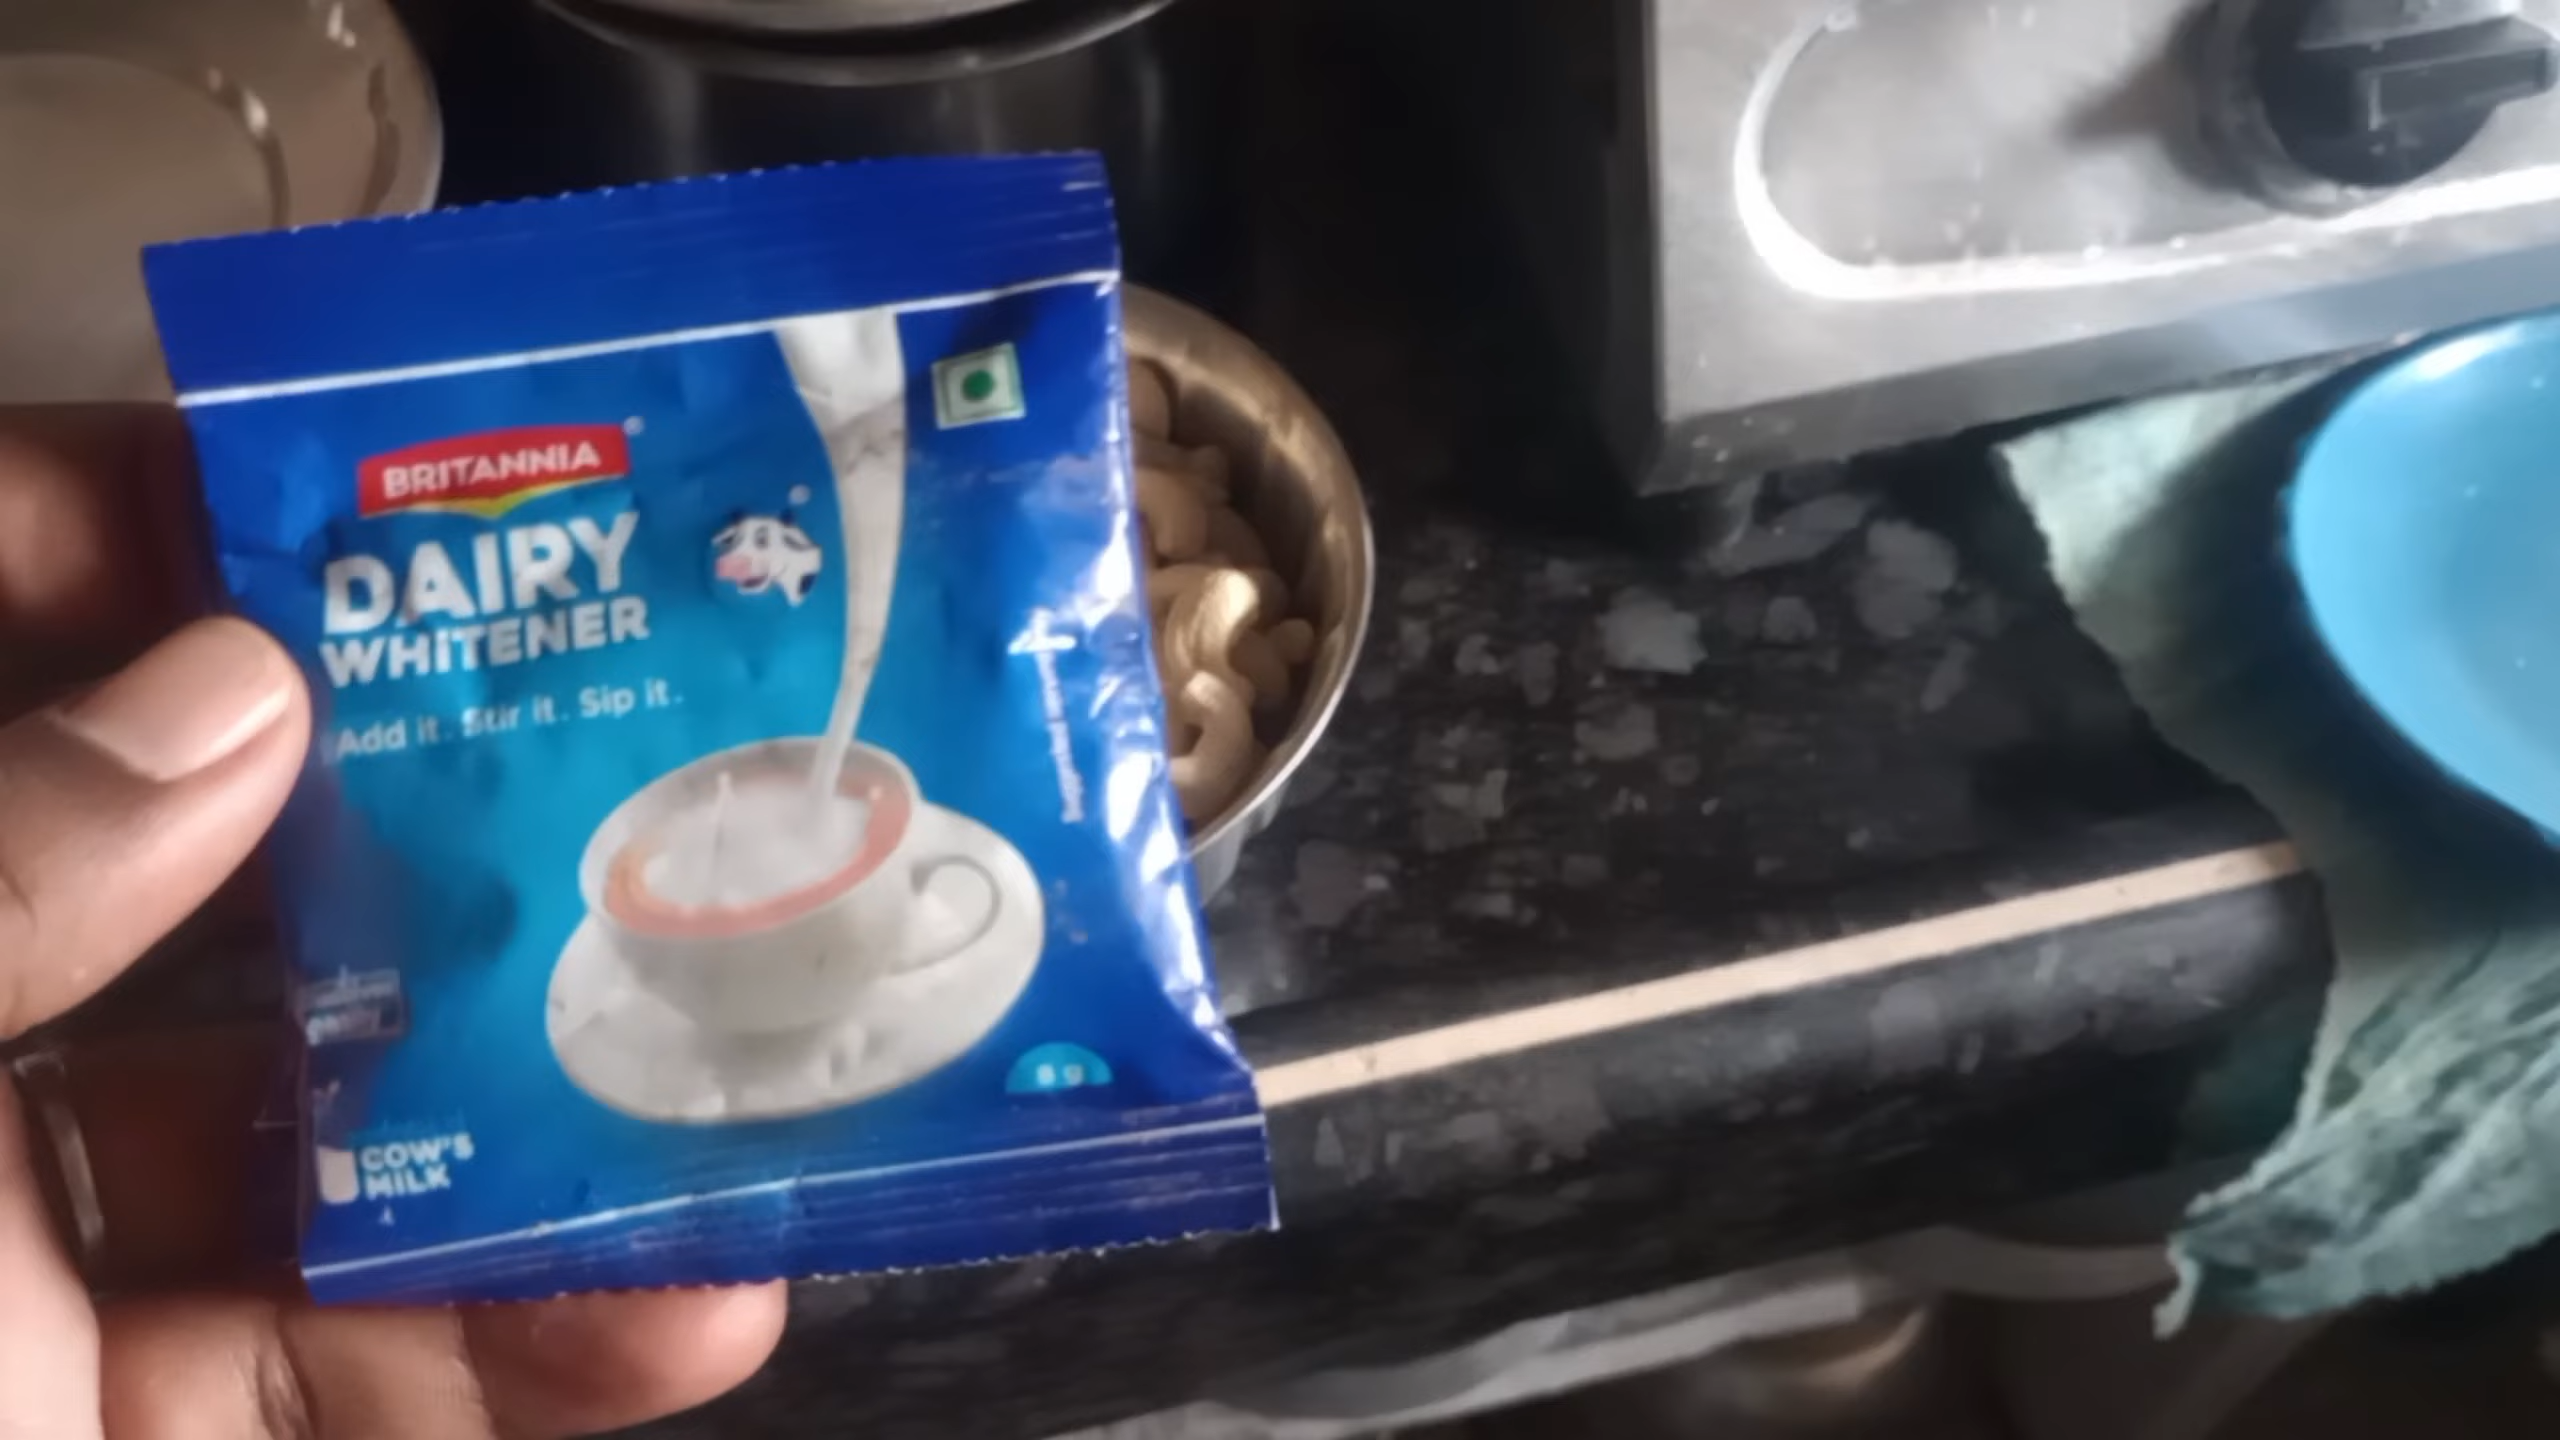 BRITANNIA
DAIRY
WHITENER
Add it. Stir it. Sip it.
COW'S
MILK